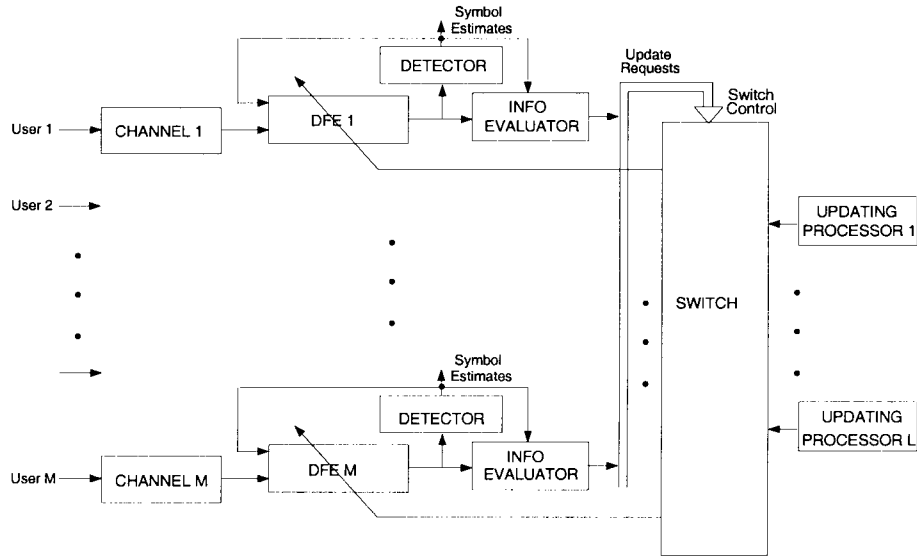 Symbol
Estimates
Update
Requests
DETECTOR
Switch
Control
User 1
CHANNEL 1
DFE 1
INFO
EVALUATOR
User 2
UPDATING
PROCESSOR 1
SWITCH
Symbol
Estimates
DETECTOR
UPDATING
PROCESSOR L
User M
CHANNEL M
DFE M
INFO
EVALUATOR